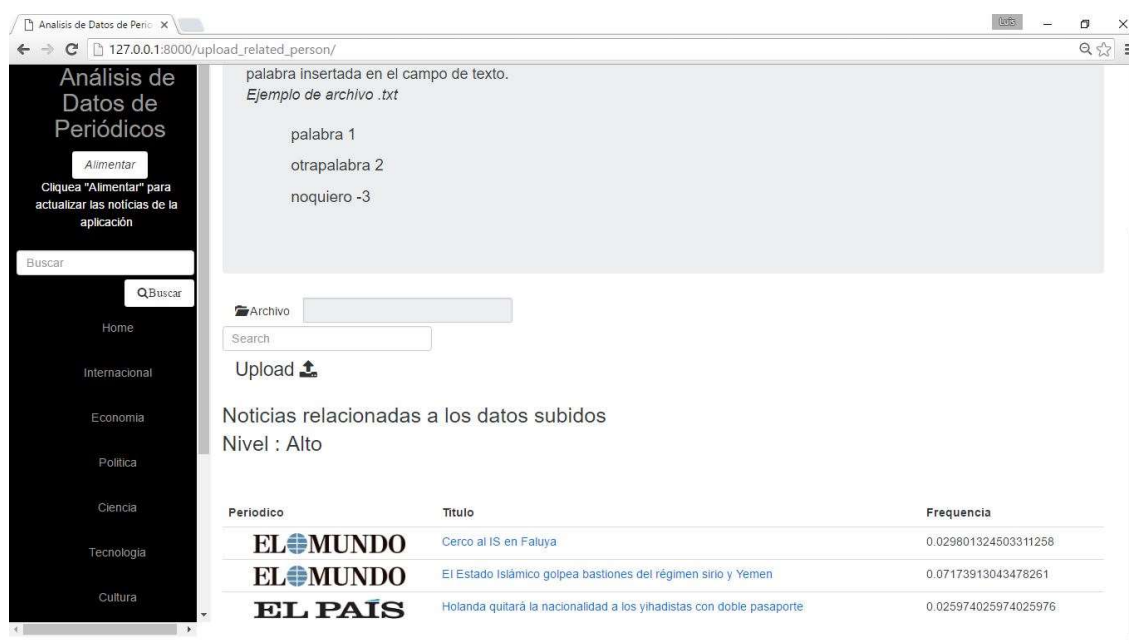 Analisis de Datos de Perio
Luis
127.0.0.1:8000/upload_related_person/
Análisis de
Datos de
Periódicos
Alimentar
Cliquea "Alimentar" para
actualizar las notícias de la
aplicación
Buscar
Buscar
Home
Internacional
Economia
Politica
Ciencia
Tecnologia
Cultura
palabra insertada en el campo de texto.
Ejemplo de archivo .txt
palabra 1
otrapalabra 2
noquiero -3
Archivo
Search
Upload
Noticias relacionadas a los datos subidos
Nivel : Alto
Periodico Titulo Frequencia
EL MUNDO Cerco al IS en Faluya 0.029801324503311258
EL MUNDO El Estado Islámico golpea bastiones del régimen sirio y Yemen 0.07173913043478261
EL PAÍS Holanda quitará la nacionalidad a los yihadistas con doble pasaporte 0.025974025974025976